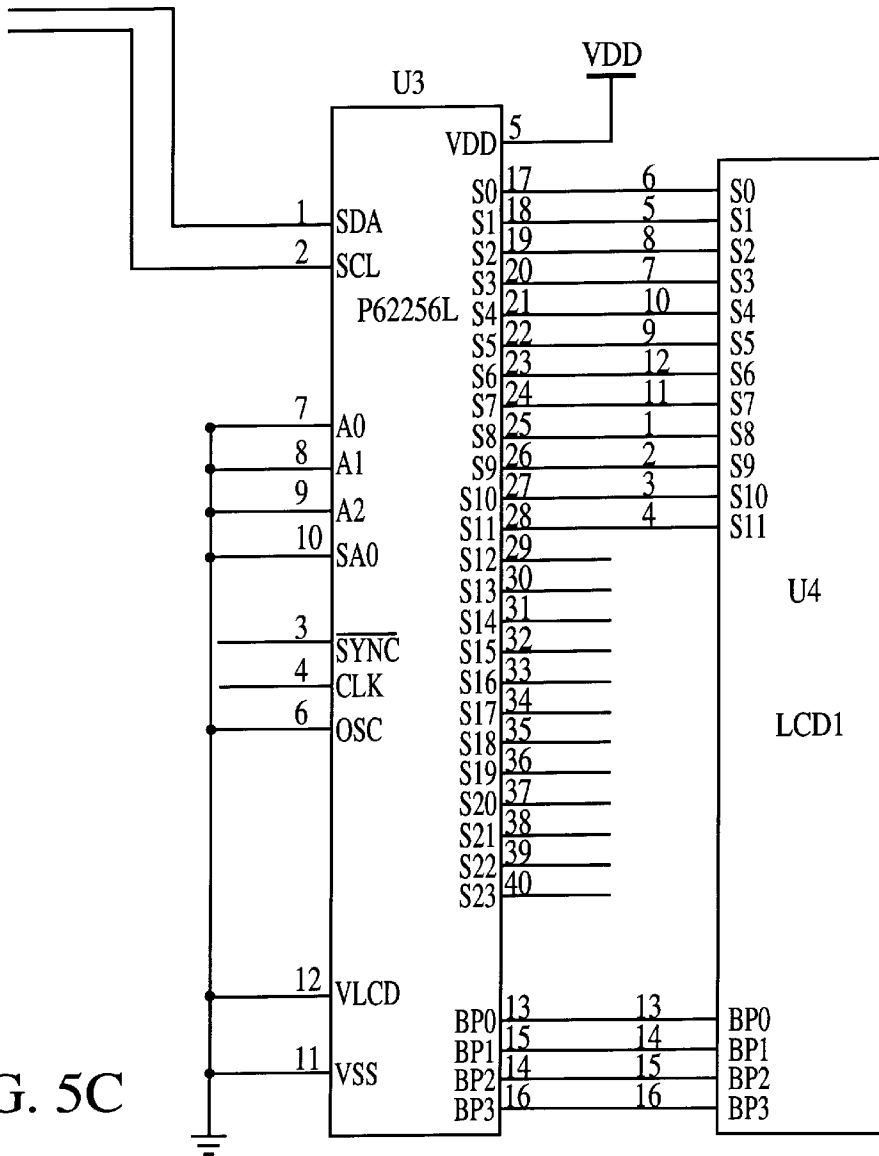 VDD
U3
VDD 5
S0 17 6 S0
1 SDA
S1 18 5 S1
S2 19 8 S2
2 SCL
S3 20 7 S3
P62256L
S4 21 10 S4
S5 22 9 S5
S6 23 12 S6
S7 24 11 S7
7 A0
S8 25 1 S8
8 A1
S9 26 2 S9
S10 27 3 S10
9 A2
S11 28 4 S11
10 SA0
S12 29
S13 30
U4
S14 31
3 SYNC
S15 32
4 CLK
S16 33
S17 34
6 OSC
LCD1
S18 35
S19 36
S20 37
S21 38
S22 39
S23 40
12 VLCD
BP0 13 13 BP0
BP1 15 14 BP1
11 VSS
BP2 14 15 BP2
BP3 16 16 BP3
G. 5C